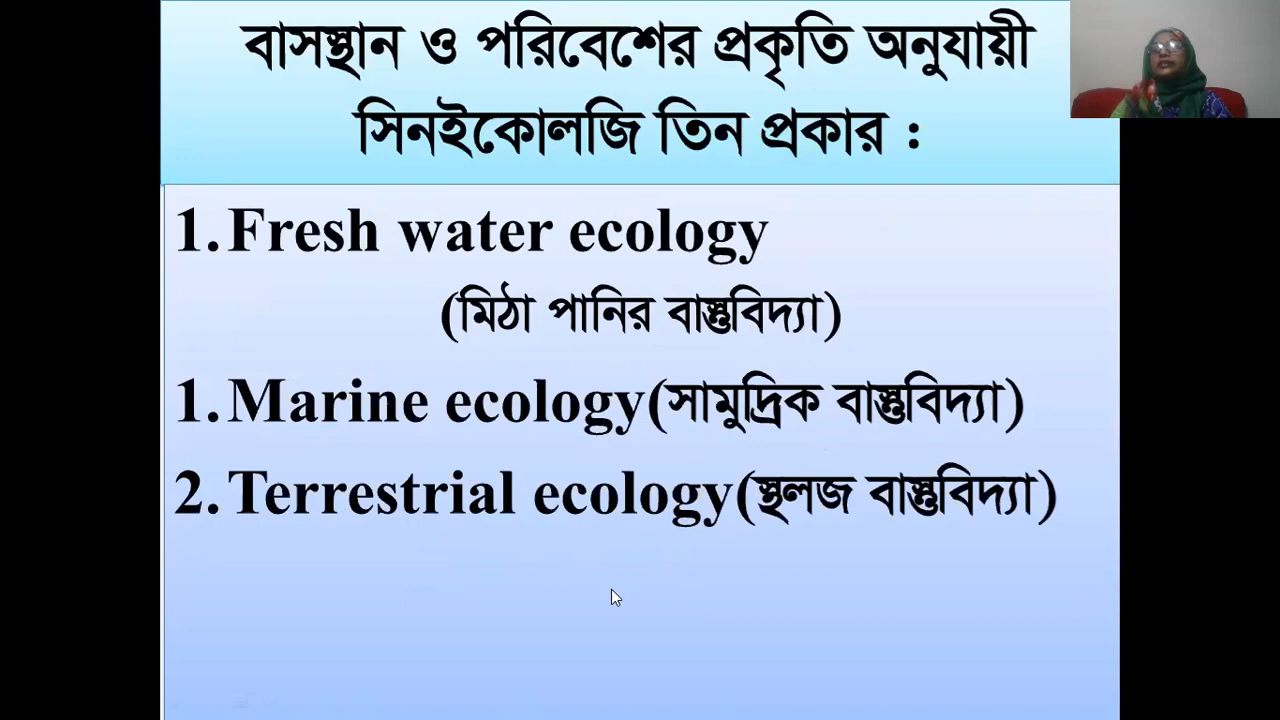 বাসস্থান ও পরিবেশের প্রকৃতি অনুযায়ী
সিনইকোলজি তিন প্রকার :
1. Fresh water ecology
(মিঠা পানির বাস্তুবিদ্যা)
1. Marine ecology(সামুদ্রিক বাস্তুবিদ্যা)
2. Terrestrial ecology(স্থলজ বাস্তুবিদ্যা)